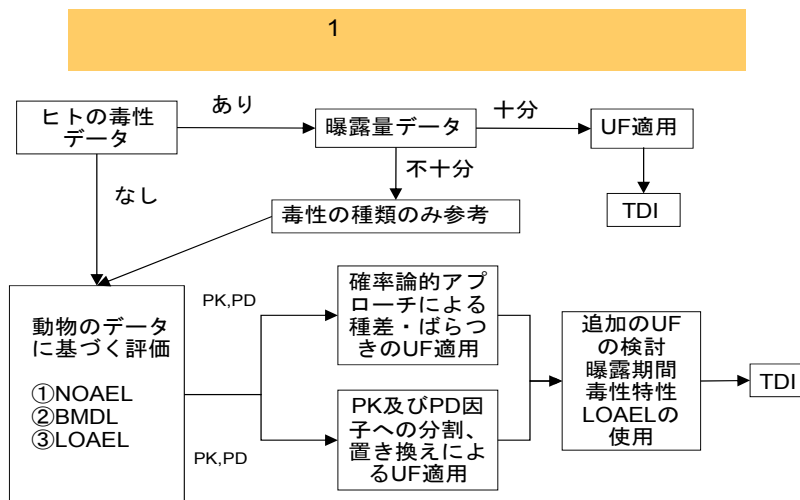 1
ヒトの毒性
データ
あり
曝露量データ
十分
UF適用
TDI
なし
不十分
毒性の種類のみ参考
動物のデータ
に基づく評価
①NOAEL
②BMDL
③LOAEL
PK,PD
PK,PD
確率論的アプ
ローチによる
種差・ばらつ
きのUF適用
PK及びPD因
子への分割、
置き換えによ
るUF適用
追加のUF
の検討
曝露期間
毒性特性
LOAELの
使用
TDI